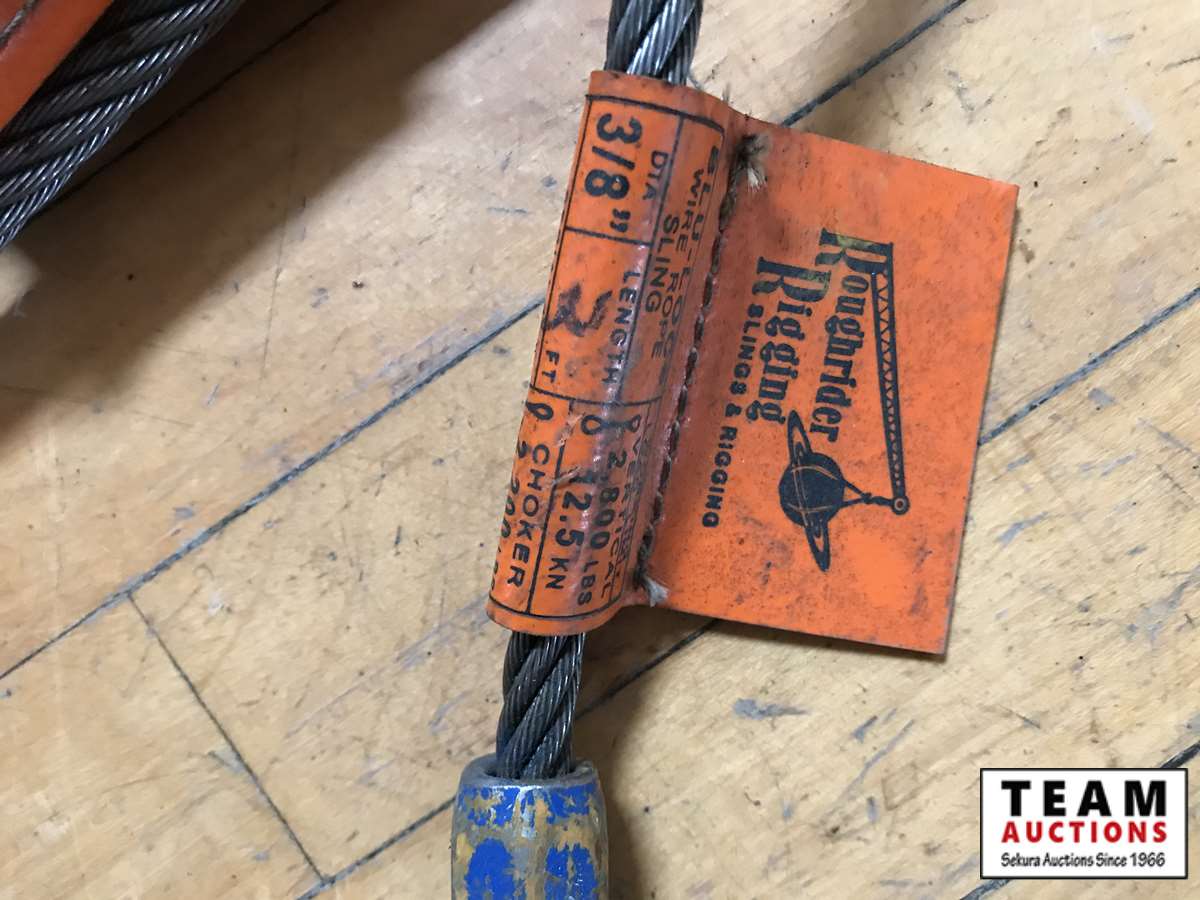 WIRE-ROPE
SLING
DIA
3/8"
LENGTH
FT
VERTICAL
2,800 LBS
12.5 KN
CHOKER
Roughrider
Rigging
SLINGS & RIGGING
TEAM
AUCTIONS
Sekura Auctions Since 1966